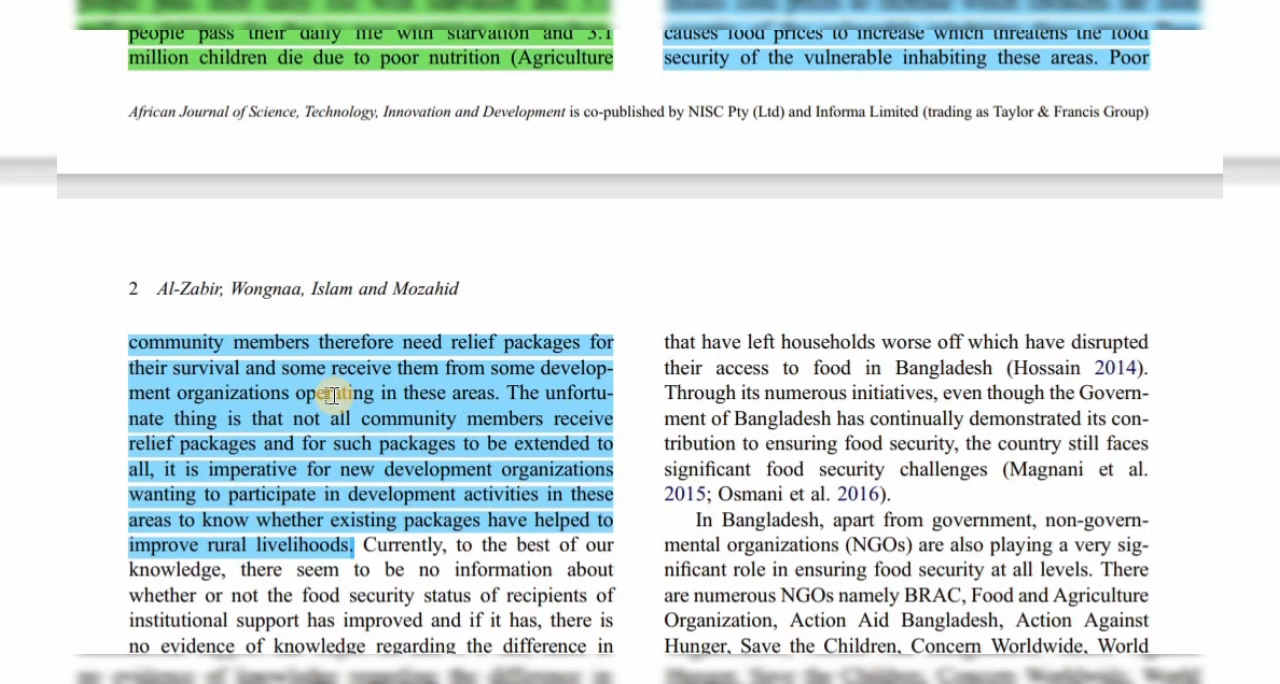 people pass their daily life with starvation and 3.1
million children die due to poor nutrition (Agriculture
causes food prices to increase which threatens the food
security of the vulnerable inhabiting these areas. Poor
African Journal of Science, Technology, Innovation and Development is co-published by NISC Pty (Ltd) and Informa Limited (trading as Taylor & Francis Group)
2 Al-Zabir, Wongnaa, Islam and Mozahid
community members therefore need relief packages for
their survival and some receive them from some develop-
ment organizations operating in these areas. The unfortu-
nate thing is that not all community members receive
relief packages and for such packages to be extended to
all, it is imperative for new development organizations
wanting to participate in development activities in these
areas to know whether existing packages have helped to
improve rural livelihoods. Currently, to the best of our
knowledge, there seem to be no information about
whether or not the food security status of recipients of
institutional support has improved and if it has, there is
no evidence of knowledge regarding the difference in
that have left households worse off which have disrupted
their access to food in Bangladesh (Hossain 2014).
Through its numerous initiatives, even though the Govern-
ment of Bangladesh has continually demonstrated its con-
tribution to ensuring food security, the country still faces
significant food security challenges (Magnani et al.
2015; Osmani et al. 2016).
In Bangladesh, apart from government, non-govern-
mental organizations (NGOs) are also playing a very sig-
nificant role in ensuring food security at all levels. There
are numerous NGOs namely BRAC, Food and Agriculture
Organization, Action Aid Bangladesh, Action Against
Hunger, Save the Children, Concern Worldwide, World